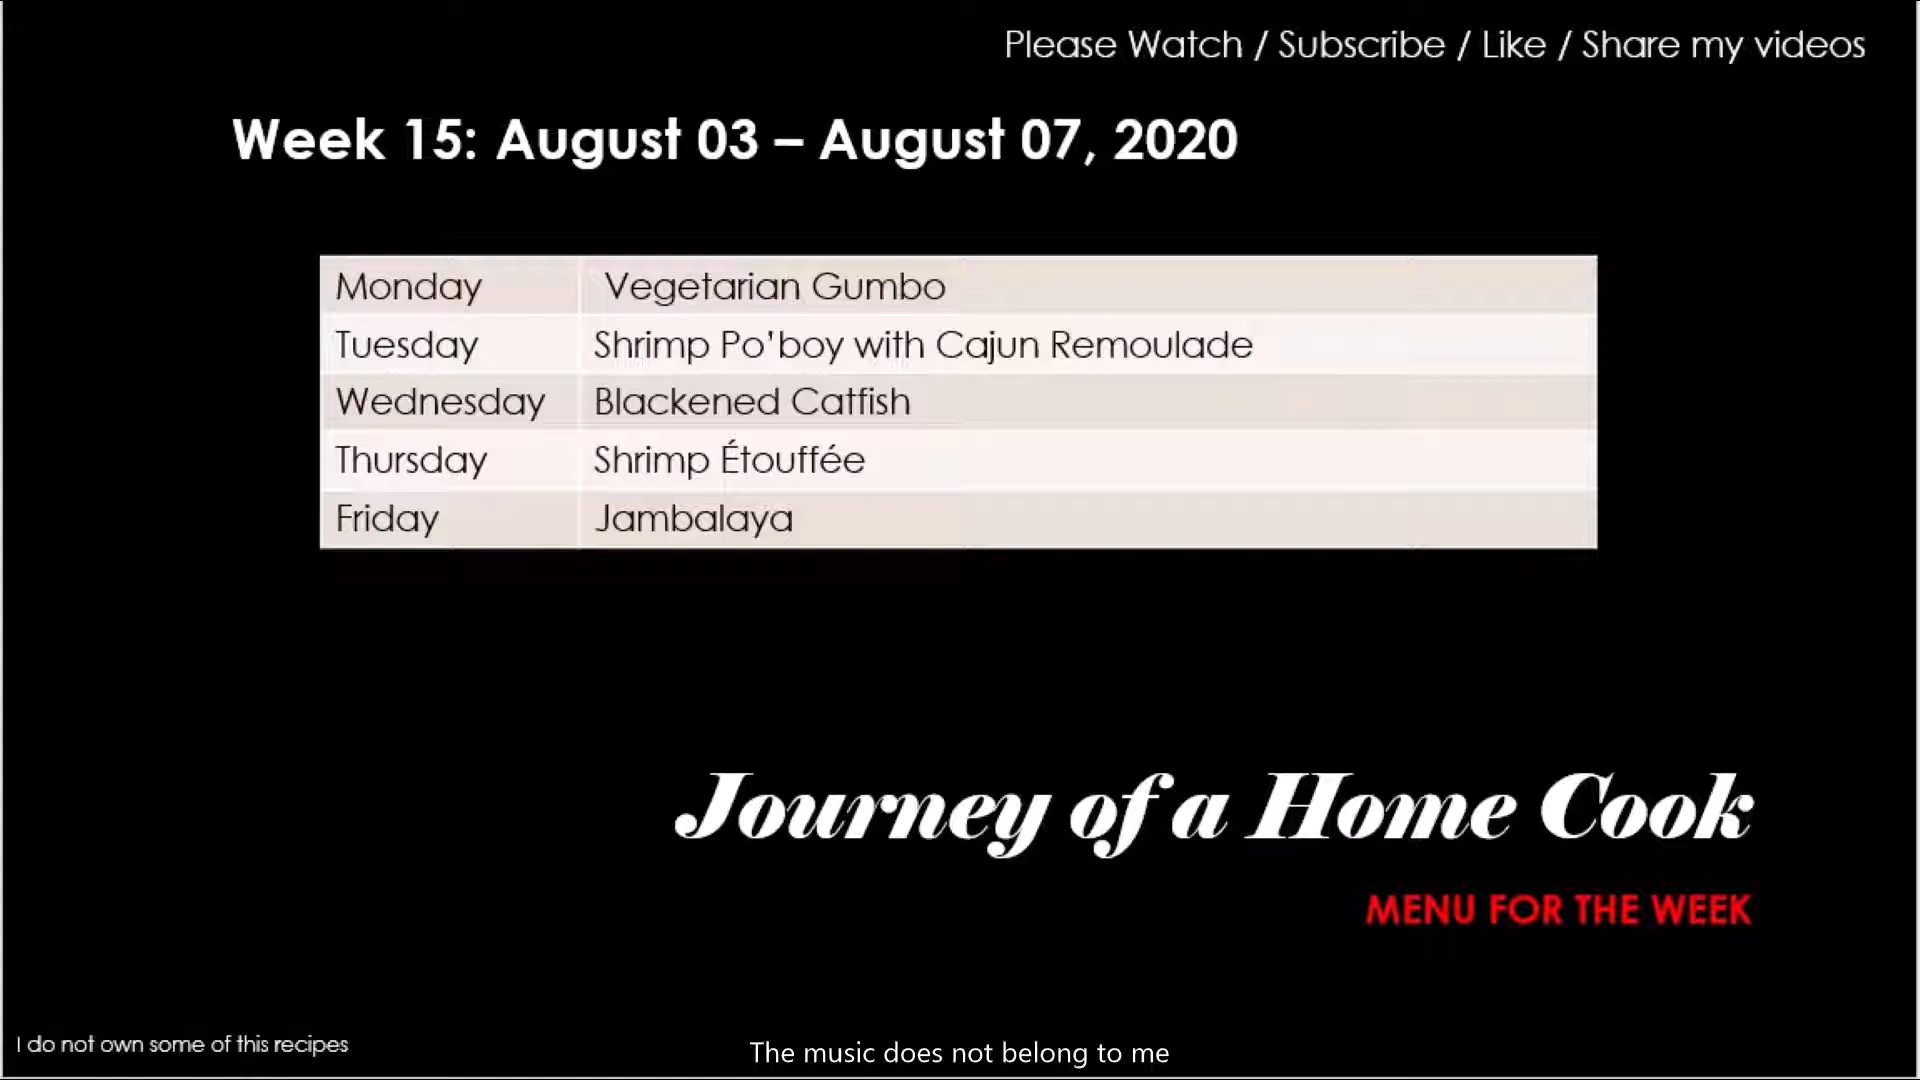 Please Watch / Subscribe / Like / Share my videos
Week 15: August 03 – August 07, 2020
Monday Vegetarian Gumbo
Tuesday Shrimp Po’boy with Cajun Remoulade
Wednesday Blackened Catfish
Thursday Shrimp Étouffée
Friday Jambalaya
Journey of a Home Cook
MENU FOR THE WEEK
I do not own some of this recipes
The music does not belong to me